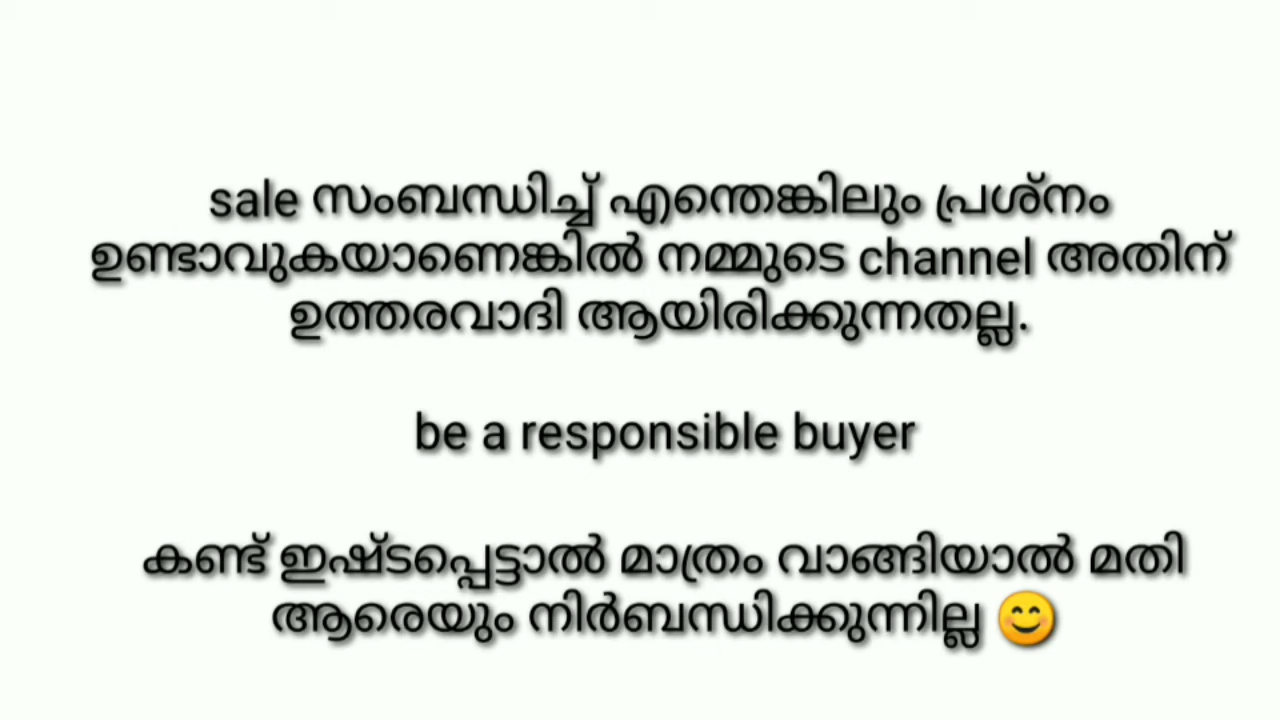 sale സംബന്ധിച്ച് എന്തെങ്കിലും പ്രശ്നം
ഉണ്ടാവുകയാണെങ്കിൽ നമ്മുടെ channel അതിന്
ഉത്തരവാദി ആയിരിക്കുന്നതല്ല.
be a responsible buyer
കണ്ട് ഇഷ്ടപ്പെട്ടാൽ മാത്രം വാങ്ങിയാൽ മതി
ആരെയും നിർബന്ധിക്കുന്നില്ല 😊